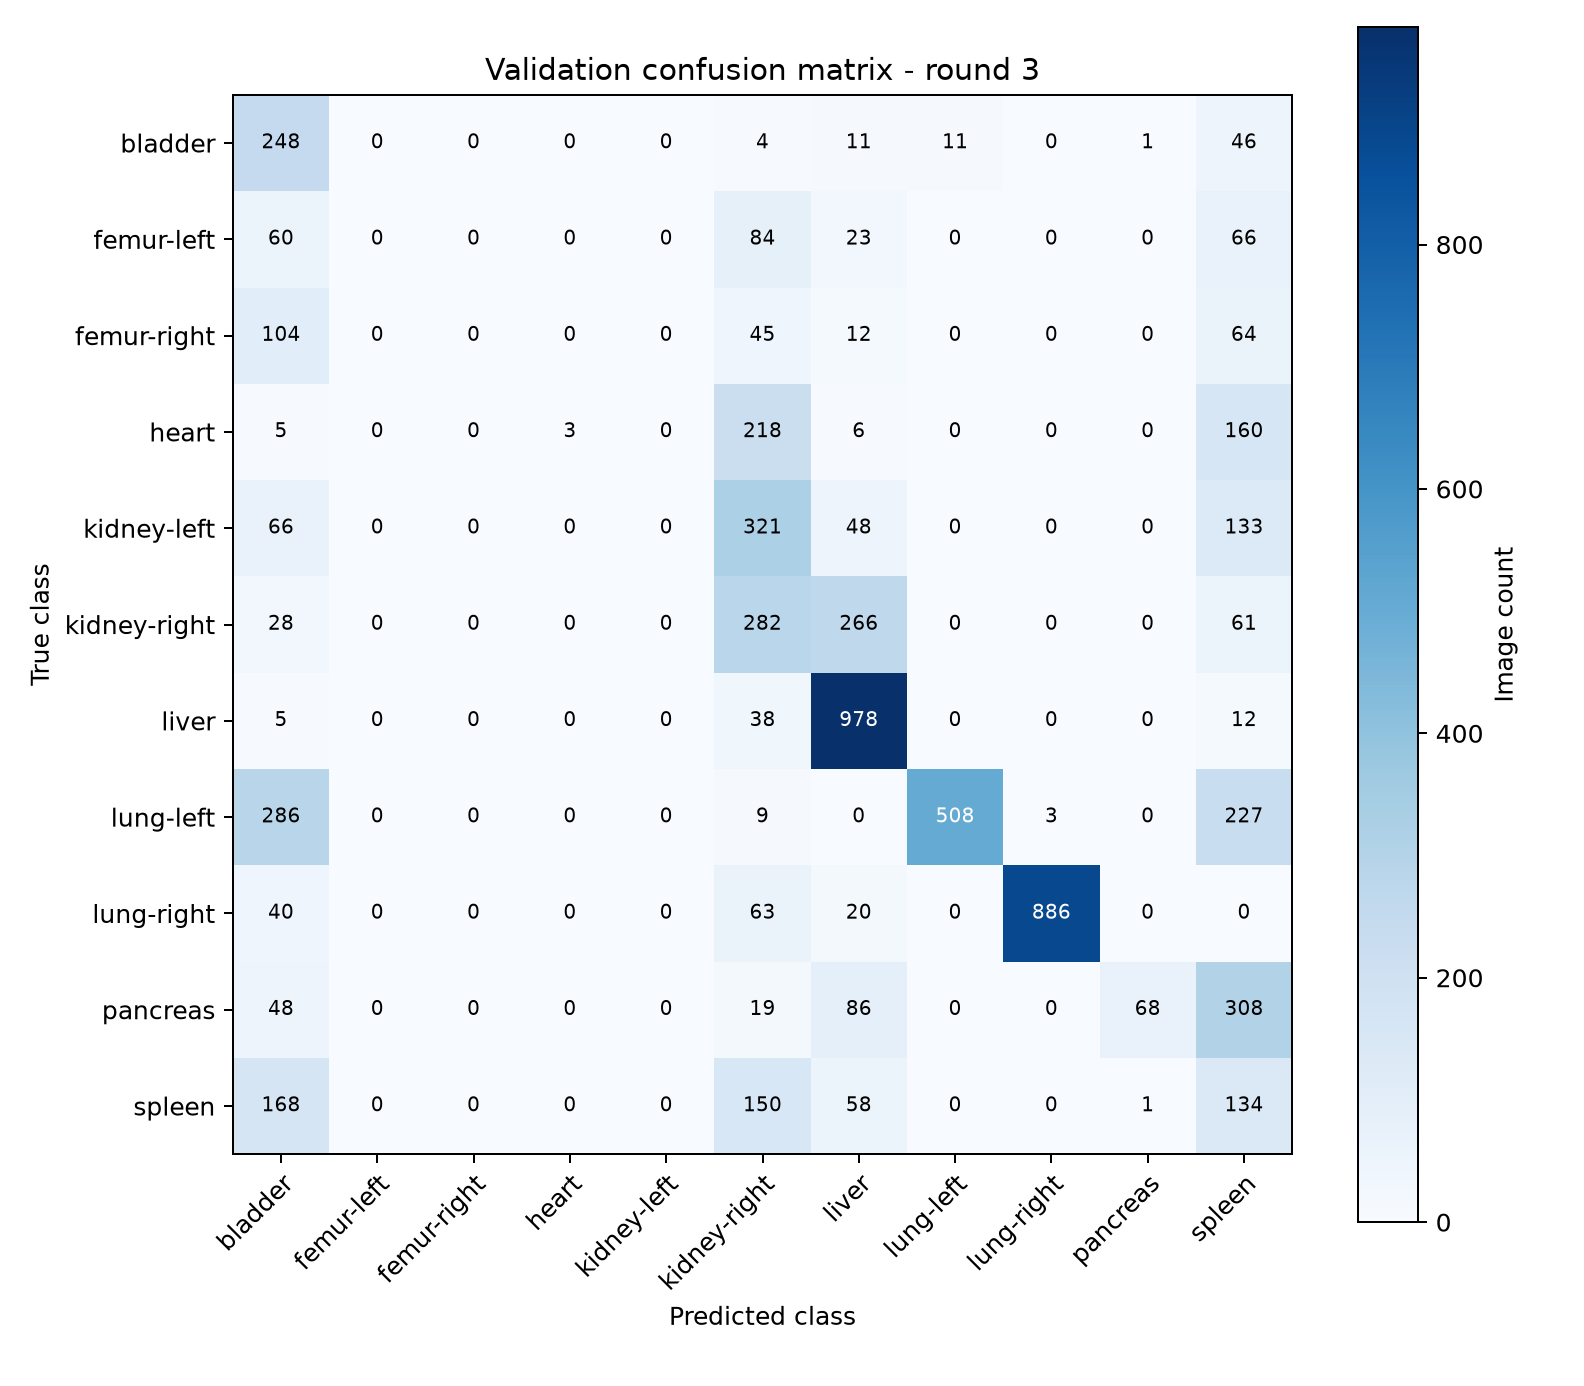 Validation confusion matrix - round 3
bladder 248 0 0 0 0 4 11 11 0 1 46
femur-left 60 0 0 0 0 84 23 0 0 0 66
femur-right 104 0 0 0 0 45 12 0 0 0 64
heart 5 0 0 3 0 218 6 0 0 0 160
kidney-left 66 0 0 0 0 321 48 0 0 0 133
kidney-right 28 0 0 0 0 282 266 0 0 0 61
liver 5 0 0 0 0 38 978 0 0 0 12
lung-left 286 0 0 0 0 9 0 508 3 0 227
lung-right 40 0 0 0 0 63 20 0 886 0 0
pancreas 48 0 0 0 0 19 86 0 0 68 308
spleen 168 0 0 0 0 150 58 0 0 1 134
bladder femur-left femur-right heart kidney-left kidney-right liver lung-left lung-right pancreas spleen
Predicted class
True class
800
600
400
200
0
Image count